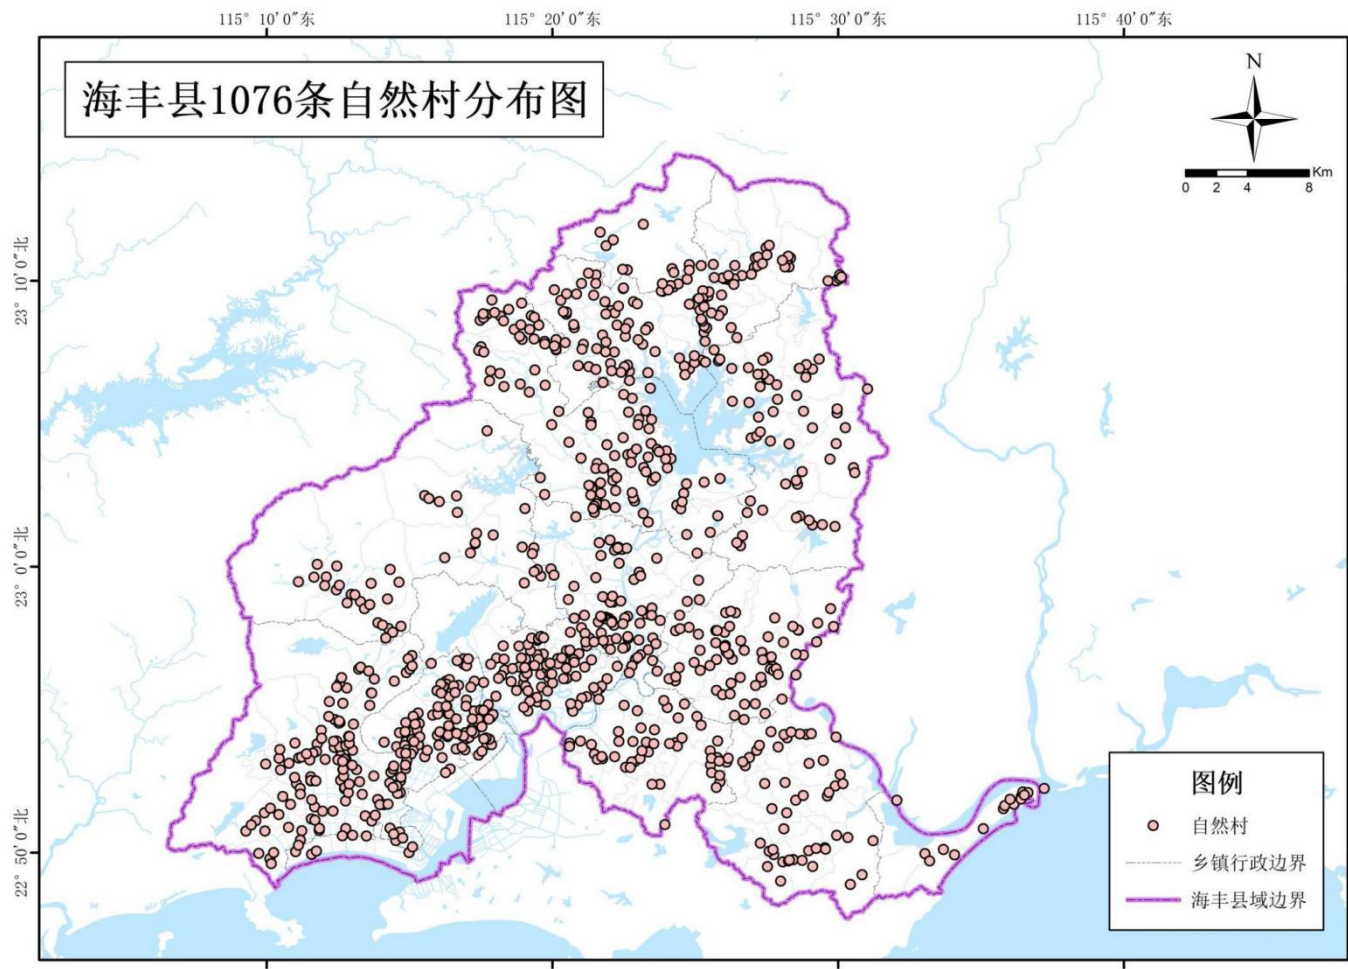 115° 10'0"东
115° 20'0"东
115° 30'0"东
115° 40'0"东
海丰县1076条自然村分布图
N
0 2 4 8 Km
23° 10'0"北
23° 0'0"北
22° 50'0"北
图例
自然村
乡镇行政边界
海丰县域边界